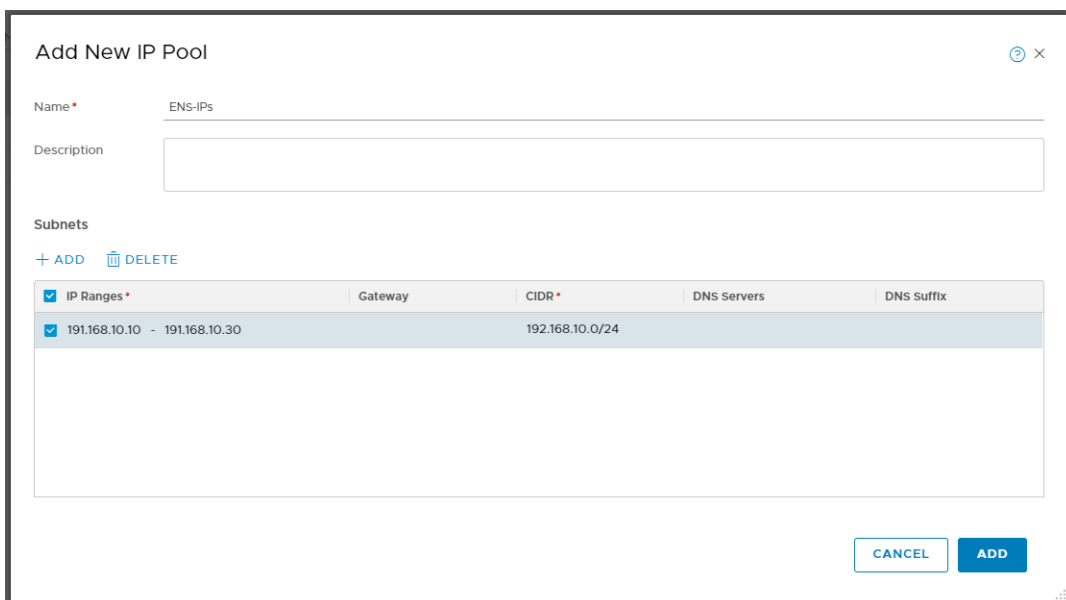 Add New IP Pool
Name*
ENS-IPs
Description
Subnets
+ ADD DELETE
IP Ranges* Gateway CIDR* DNS Servers DNS Suffix
191.168.10.10 - 191.168.10.30 192.168.10.0/24
CANCEL ADD